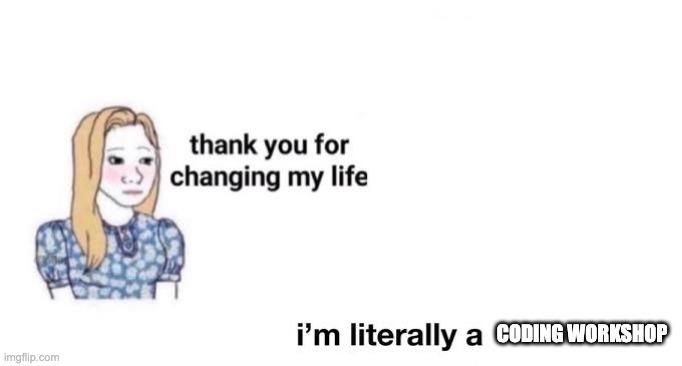 thank you for
changing my life
i'm literally a CODING WORKSHOP
imgflip.com